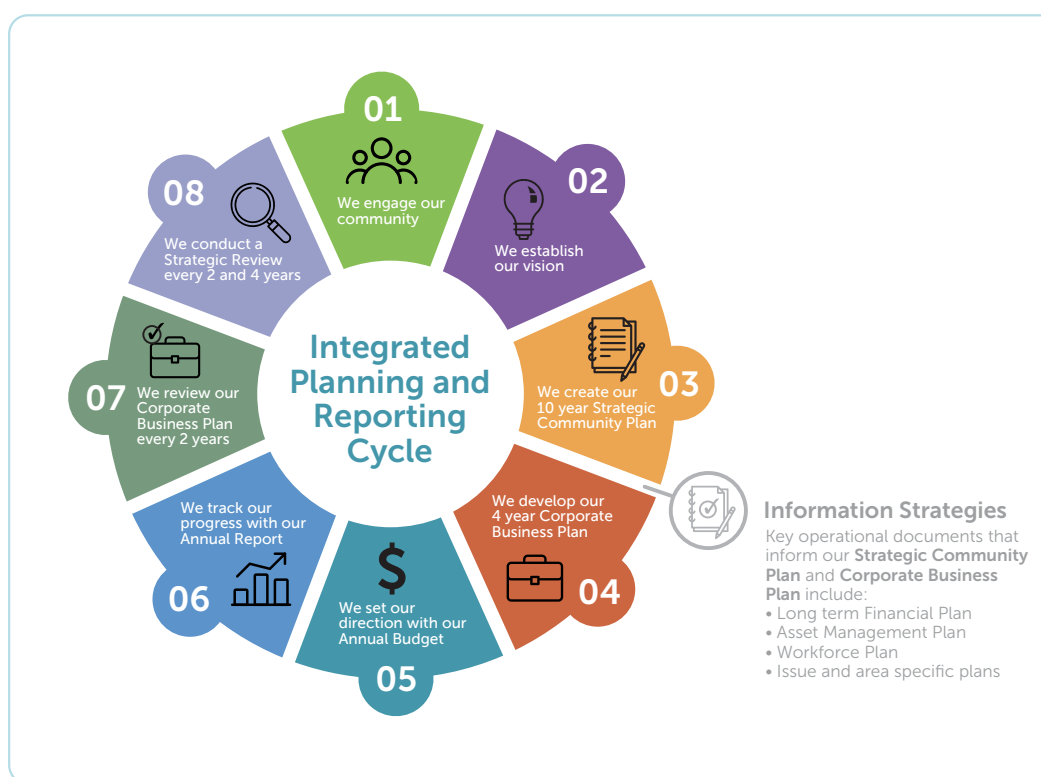 01
We engage our
community
02
We establish
our vision
03
We create our
10 year Strategic
Community Plan
04
We develop our
4 year Corporate
Business Plan
05
$
We set our
direction with our
Annual Budget
06
We track our
progress with our
Annual Report
07
We review our
Corporate
Business Plan
every 2 years
08
We conduct a
Strategic Review
every 2 and 4 years
Integrated
Planning and
Reporting
Cycle
Information Strategies
Key operational documents that
inform our Strategic Community
Plan and Corporate Business
Plan include:
• Long term Financial Plan
• Asset Management Plan
• Workforce Plan
• Issue and area specific plans